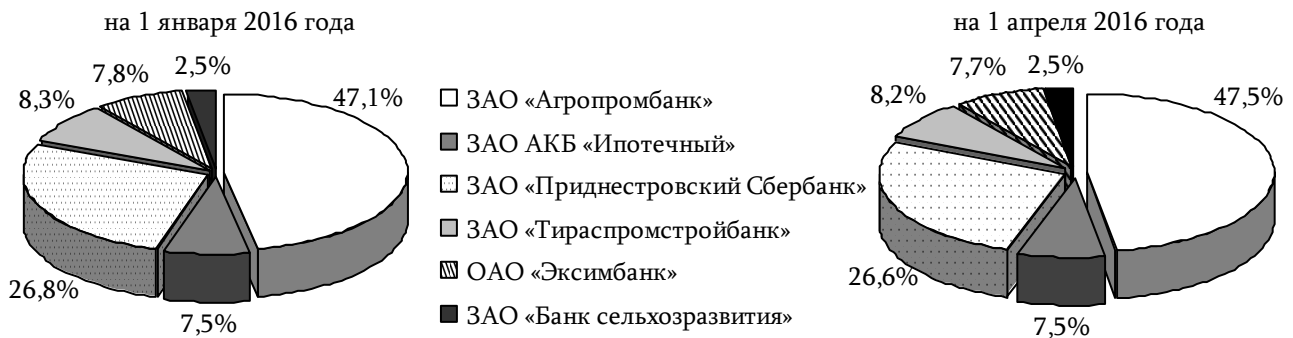 на 1 января 2016 года
7,8%
2,5%
8,3%
47,1%
26,8%
7,5%
ЗАО «Агропромбанк»
ЗАО АКБ «Ипотечный»
ЗАО «Приднестровский Сбербанк»
ЗАО «Тираспромстройбанк»
ОАО «Эксимбанк»
ЗАО «Банк сельхозразвития»
на 1 апреля 2016 года
7,7%
2,5%
8,2%
47,5%
26,6%
7,5%